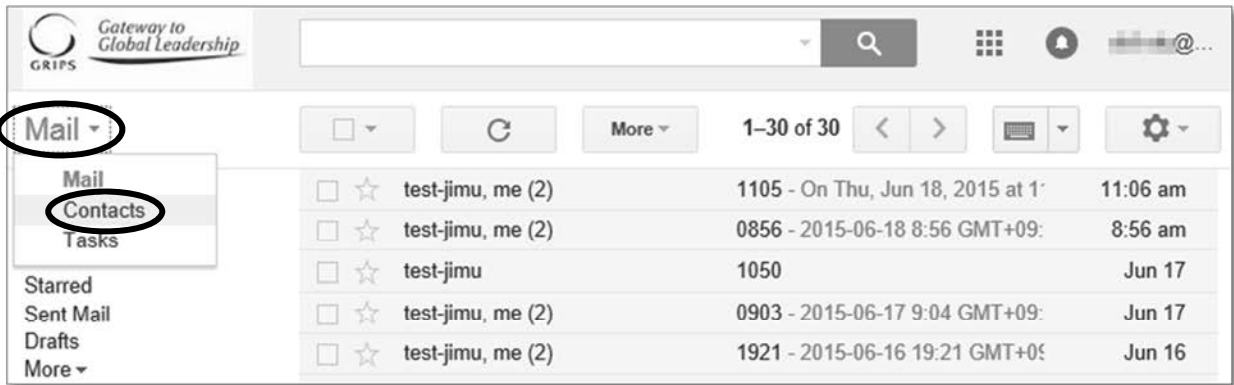 Gateway to
Global Leadership
GRIPS
@...
Mail
More
1–30 of 30
Mail
Contacts
Tasks
Starred
Sent Mail
Drafts
More
test-jimu, me (2) 1105 - On Thu, Jun 18, 2015 at 11:06 am
test-jimu, me (2) 0856 - 2015-06-18 8:56 GMT+09: 8:56 am
test-jimu 1050 Jun 17
test-jimu, me (2) 0903 - 2015-06-17 9:04 GMT+09: Jun 17
test-jimu, me (2) 1921 - 2015-06-16 19:21 GMT+09 Jun 16